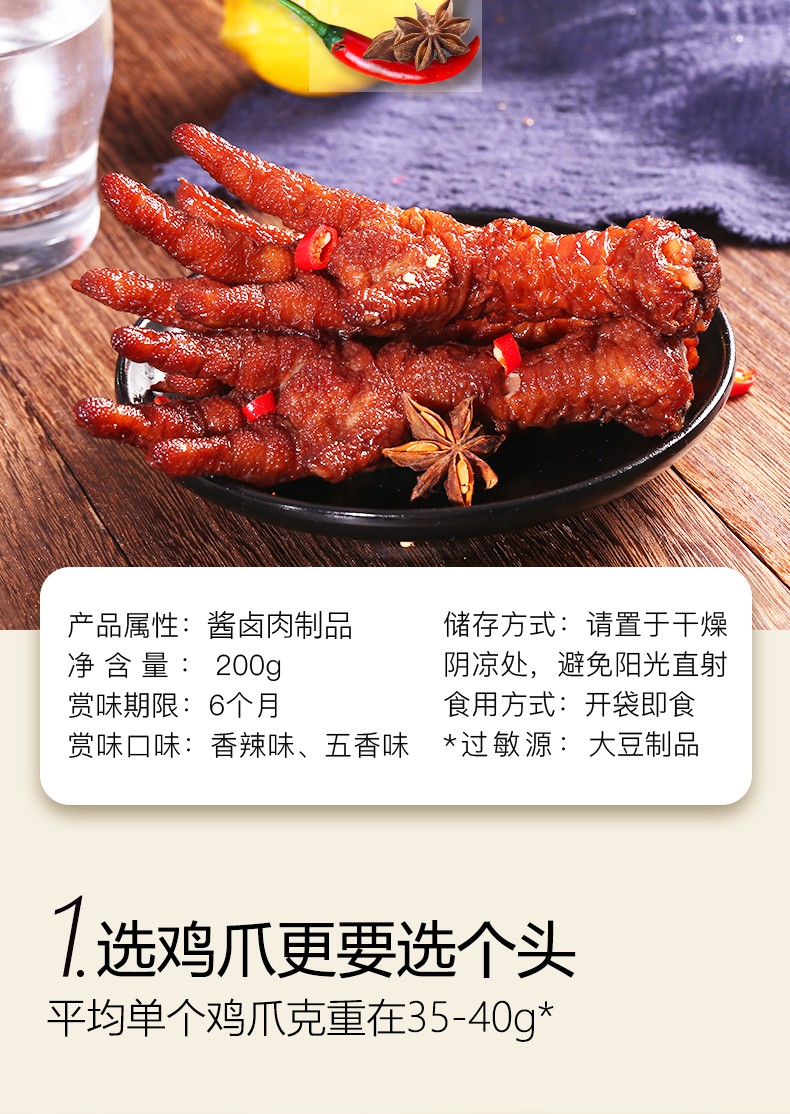 产品属性：酱卤肉制品
净含量：200g
赏味期限：6个月
赏味口味：香辣味、五香味
储存方式：请置于干燥
阴凉处，避免阳光直射
食用方式：开袋即食
*过敏源：大豆制品
1.选鸡爪更要选个头
平均单个鸡爪克重在35-40g*